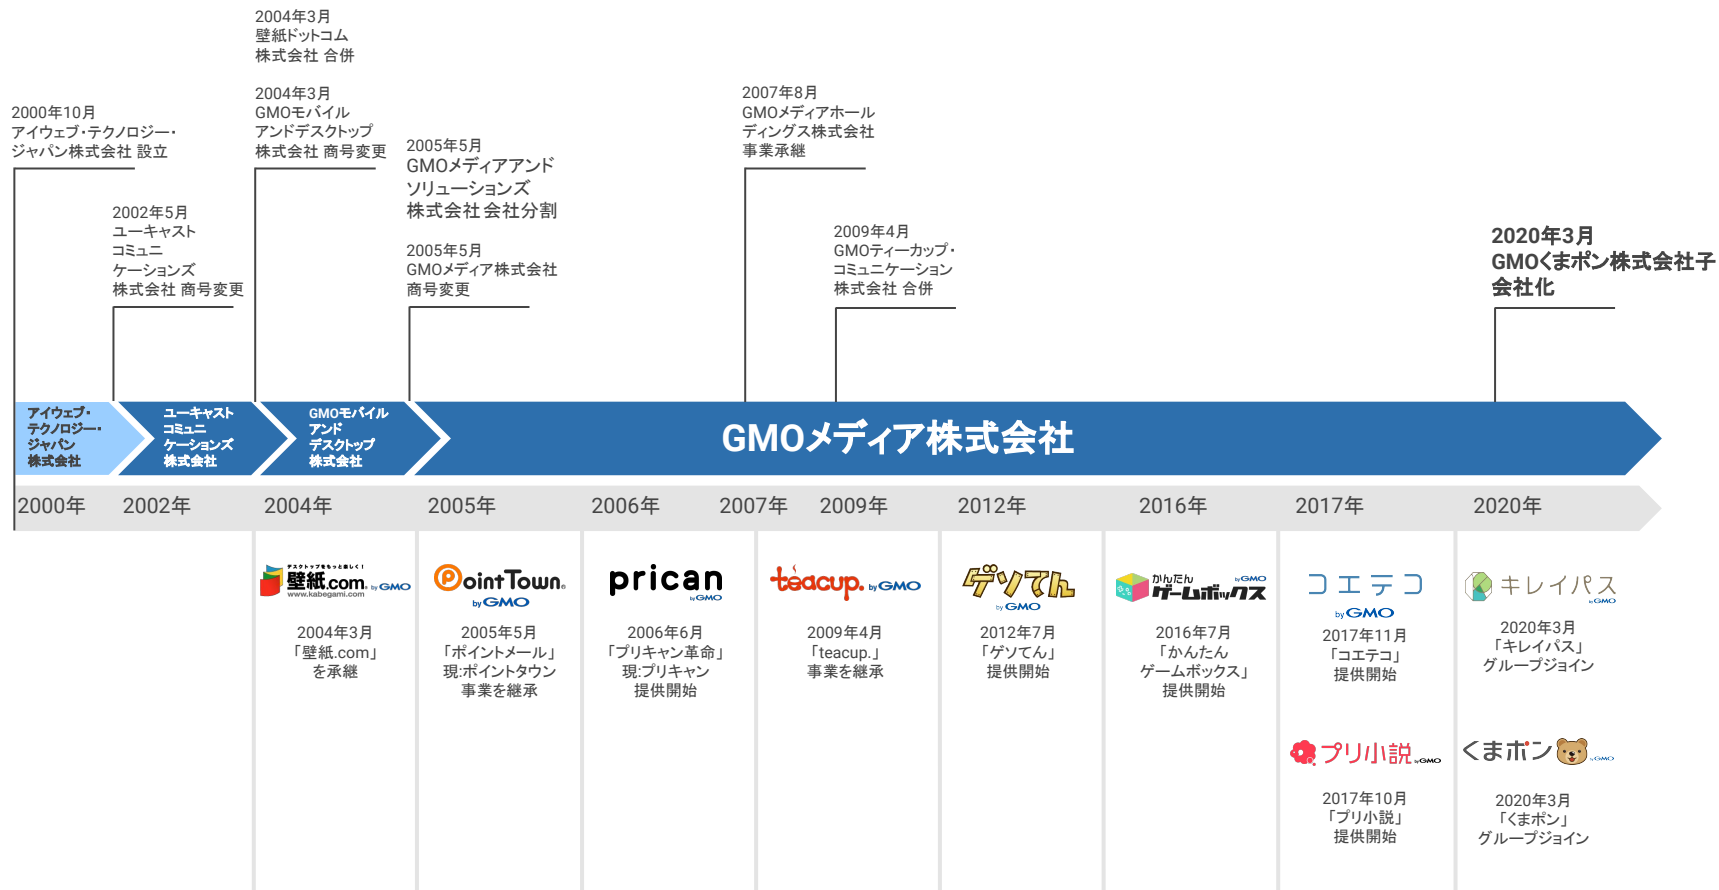 2004年3月
壁紙ドットコム
株式会社 合併
2004年3月
GMOモバイル
アンドデスクトップ
株式会社 商号変更
2000年10月
アイウェブ・テクノロジー・
ジャパン株式会社 設立
2002年5月
ユーキャスト
コミュニ
ケーションズ
株式会社 商号変更
2005年5月
GMOメディアアンド
ソリューションズ
株式会社 会社分割
2005年5月
GMOメディア株式会社
商号変更
2007年8月
GMOメディアホール
ディングス株式会社
事業承継
2009年4月
GMOティーカップ・
コミュニケーション
株式会社 合併
2020年3月
GMOくまポン株式会社子
会社化
アイウェブ・
テクノロジー・
ジャパン
株式会社
ユーキャスト
コミュニ
ケーションズ
株式会社
GMOモバイル
アンド
デスクトップ
株式会社
GMOメディア株式会社
2000年 2002年 2004年 2005年 2006年 2007年 2009年 2012年 2016年 2017年 2020年
デスクトップをもっと楽しく!
壁紙.com. by GMO
www.kabegami.com
2004年3月
「壁紙.com」
を承継
PointTown.
by GMO
2005年5月
「ポイントメール」
現:ポイントタウン
事業を継承
prican
by GMO
2006年6月
「プリキャン革命」
現:プリキャン
提供開始
teacup. by GMO
2009年4月
「teacup.」
事業を継承
ゲソてん
by GMO
2012年7月
「ゲソてん」
提供開始
かんたん by GMO
ゲームボックス
2016年7月
「かんたん
ゲームボックス」
提供開始
コエテコ
by GMO
2017年11月
「コエテコ」
提供開始
プリ小説 by GMO
2017年10月
「プリ小説」
提供開始
キレイパス
by GMO
2020年3月
「キレイパス」
グループジョイン
くまポン by GMO
2020年3月
「くまポン」
グループジョイン